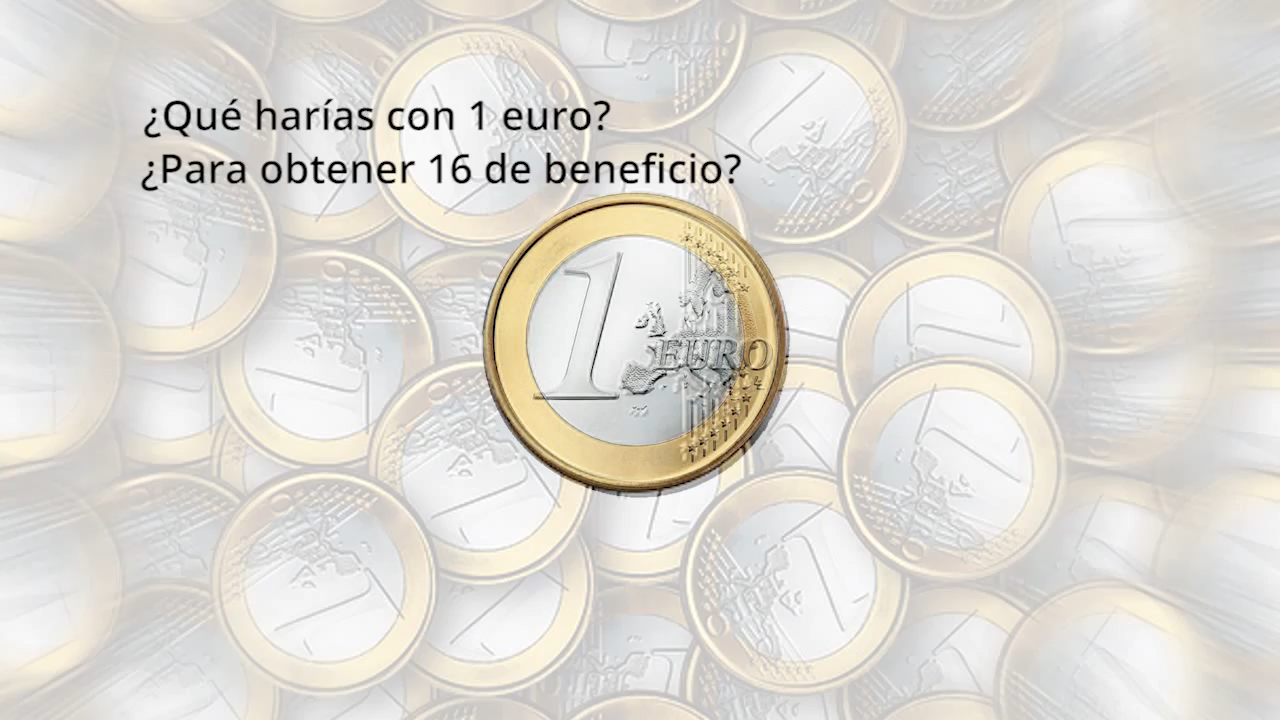 ¿Qué harías con 1 euro?
¿Para obtener 16 de beneficio?
1
EURO